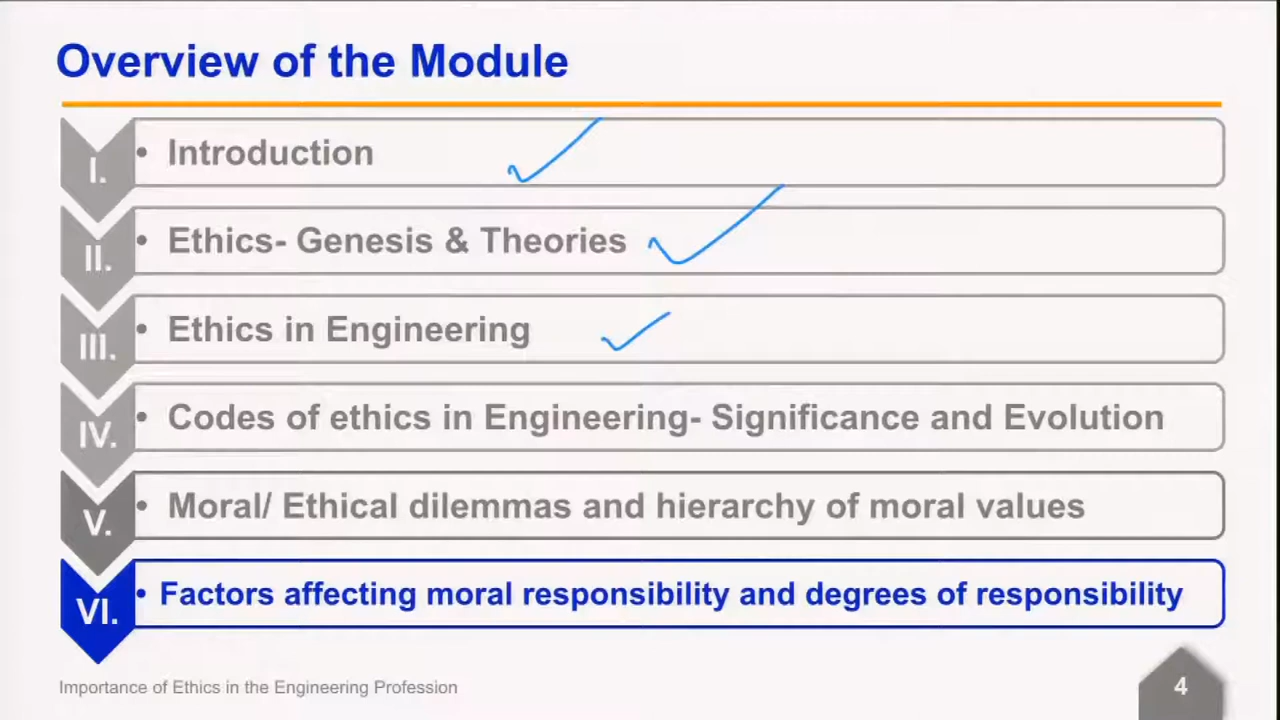 Overview of the Module
I. • Introduction
II. • Ethics- Genesis & Theories
III. • Ethics in Engineering
IV. • Codes of ethics in Engineering- Significance and Evolution
V. • Moral/ Ethical dilemmas and hierarchy of moral values
VI. • Factors affecting moral responsibility and degrees of responsibility
Importance of Ethics in the Engineering Profession
4